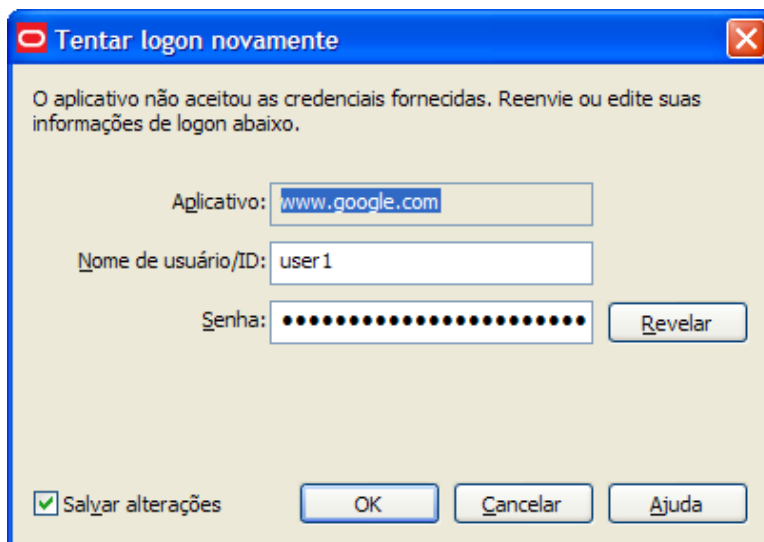 Tentar logon novamente
O aplicativo não aceitou as credenciais fornecidas. Reenvie ou edite suas
informações de logon abaixo.
Aplicativo: www.google.com
Nome de usuário/ID: user1
Senha: ●●●●●●●●●●●●●●●●●●●●●●● Revelar
Salvar alterações OK Cancelar Ajuda